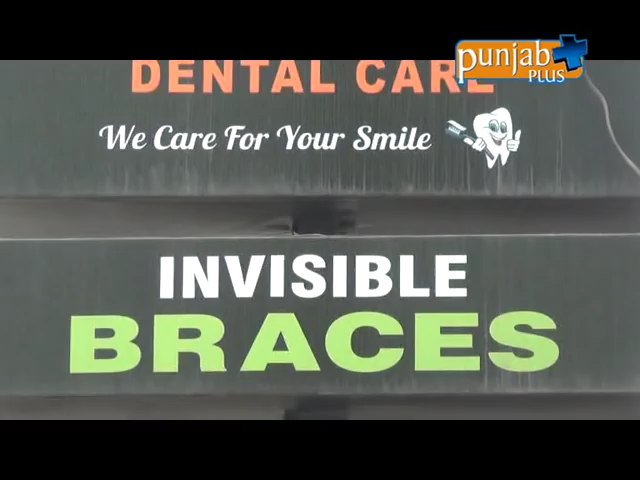 punjab
PLUS
DENTAL CARE
We Care For Your Smile
INVISIBLE
BRACES